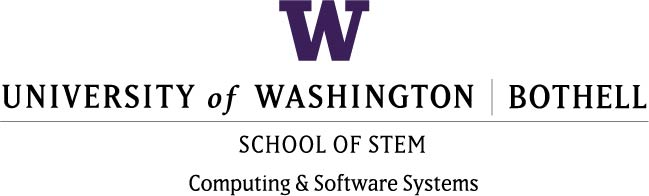 W
UNIVERSITY of WASHINGTON | BOTHELL
SCHOOL OF STEM
Computing & Software Systems